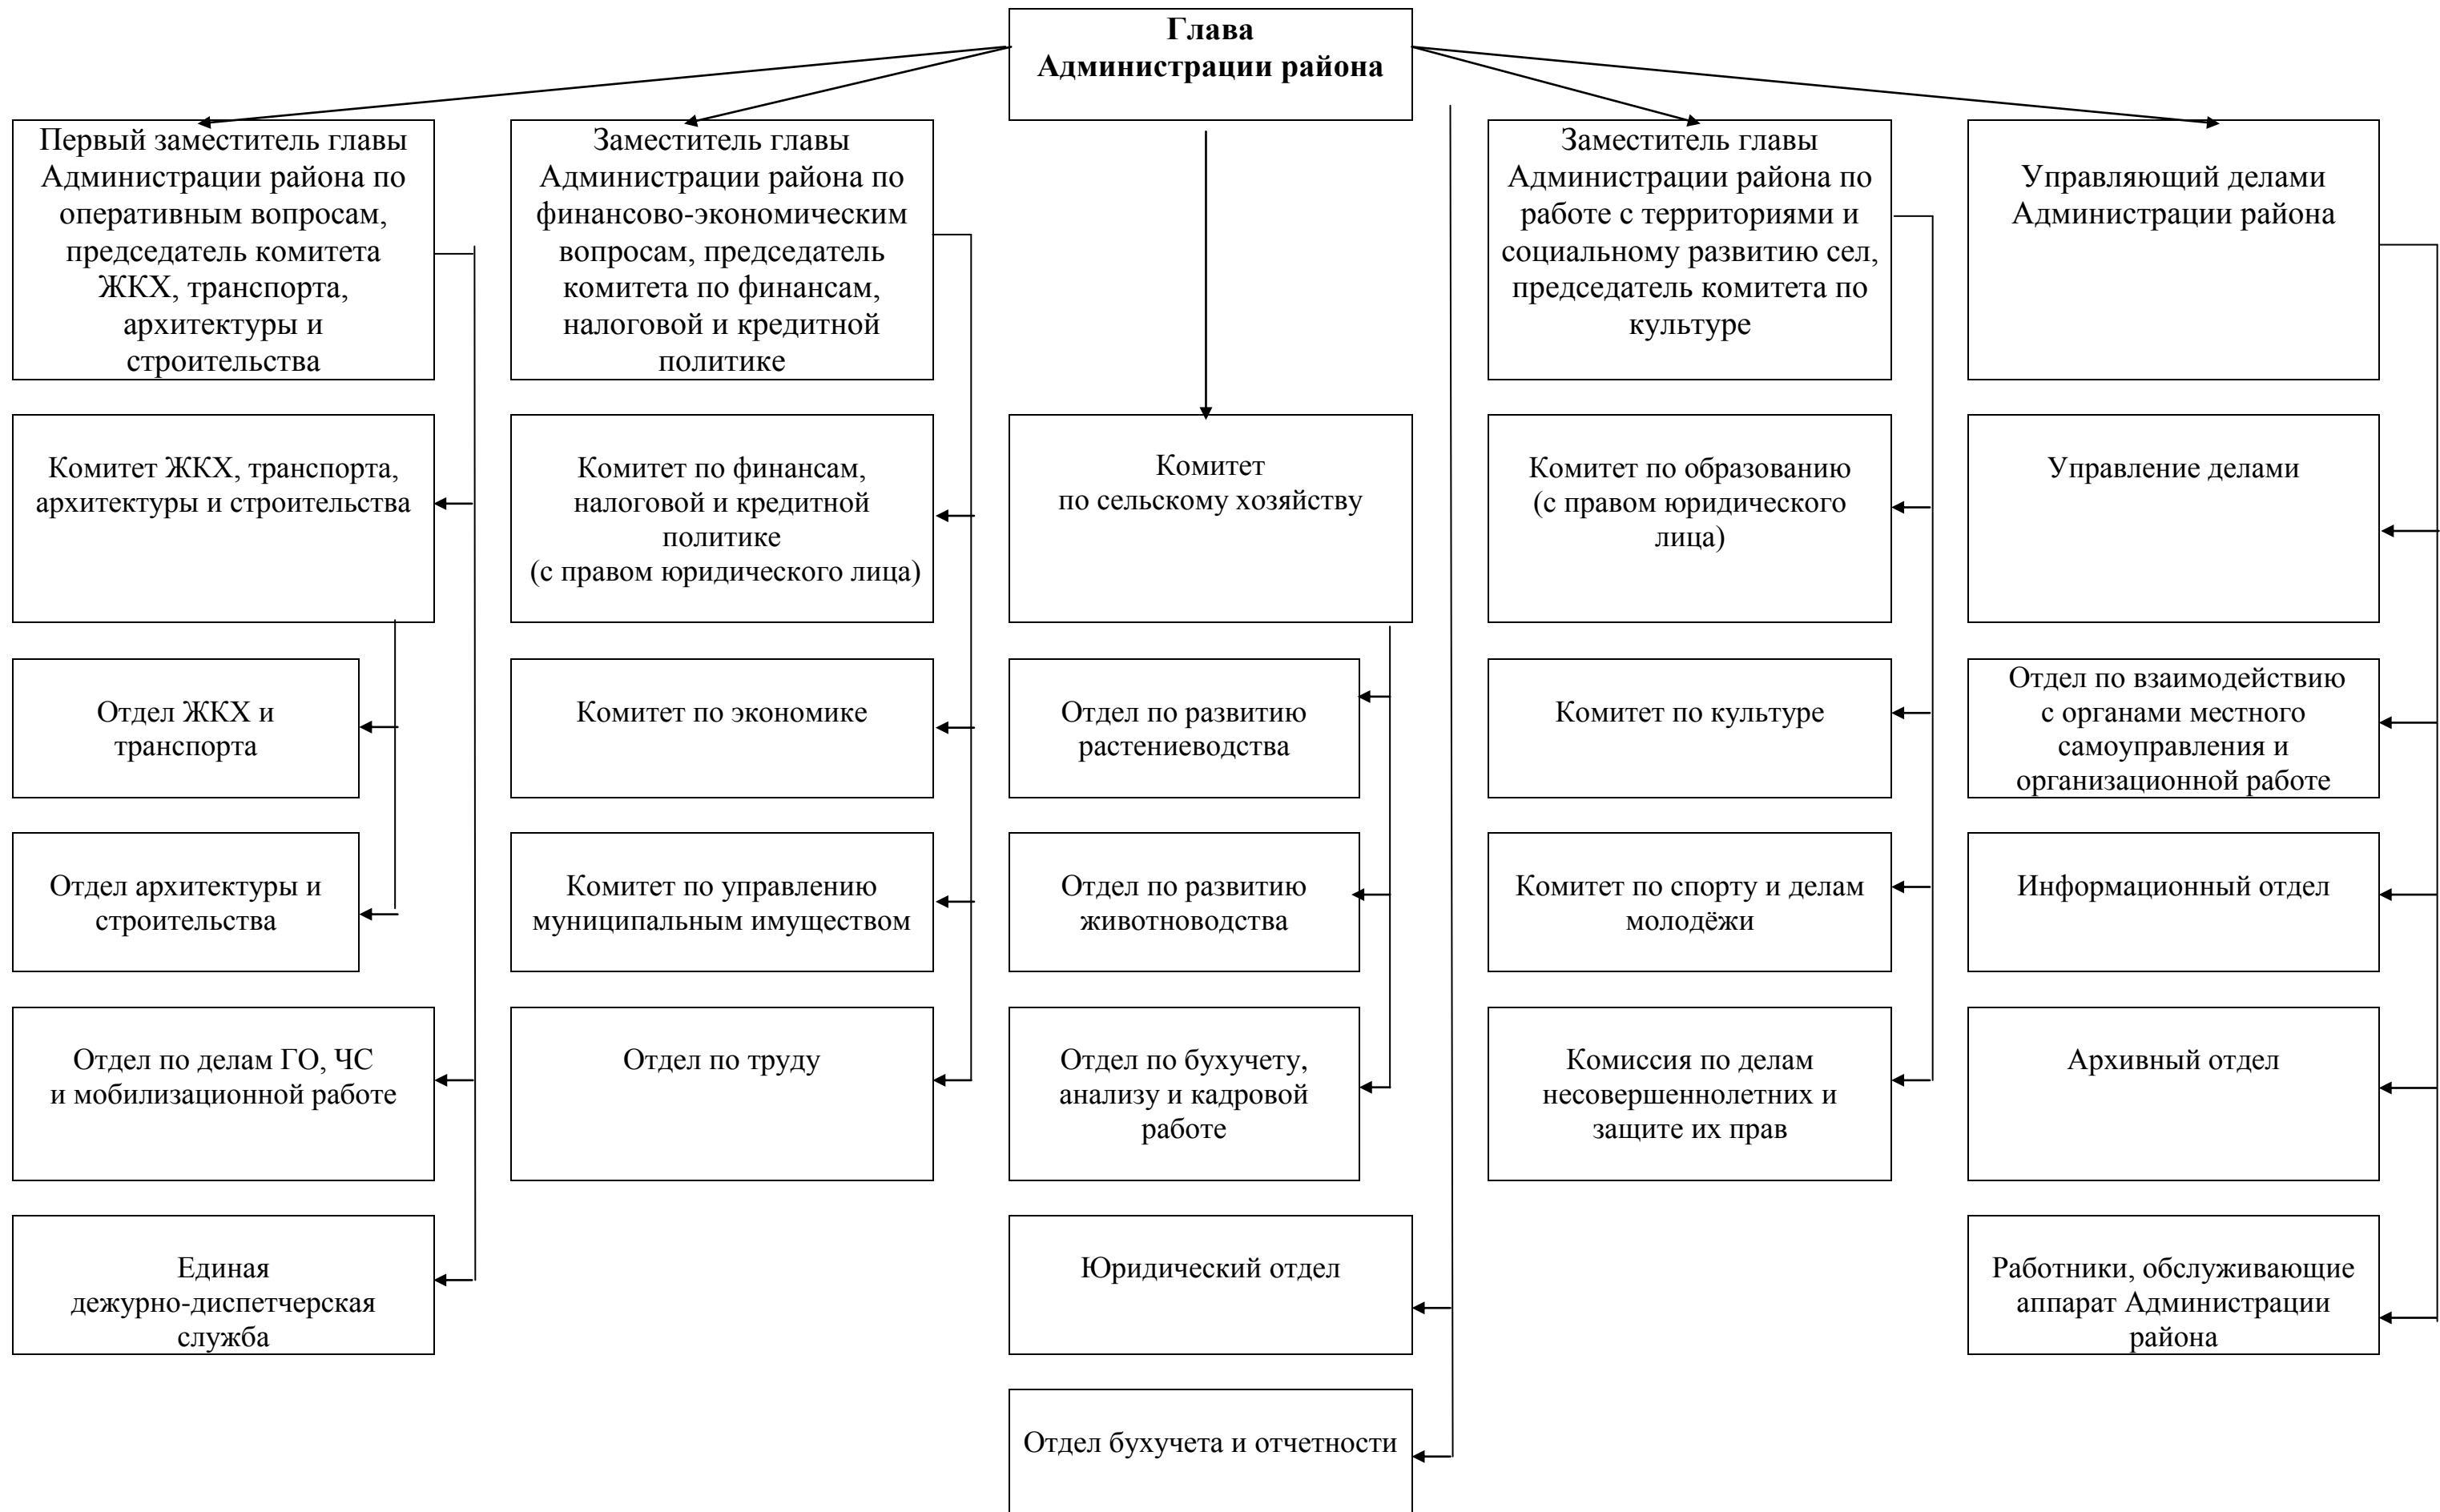 Глава
Администрации района
Первый заместитель главы
Администрации района по
оперативным вопросам,
председатель комитета
ЖКХ, транспорта,
архитектуры и
строительства
Заместитель главы
Администрации района по
финансово-экономическим
вопросам, председатель
комитета по финансам,
налоговой и кредитной
политике
Заместитель главы
Администрации района по
работе с территориями и
социальному развитию сел,
председатель комитета по
культуре
Управляющий делами
Администрации района
Комитет ЖКХ, транспорта,
архитектуры и строительства
Комитет по финансам,
налоговой и кредитной
политике
(с правом юридического лица)
Комитет
по сельскому хозяйству
Комитет по образованию
(с правом юридического
лица)
Управление делами
Отдел ЖКХ и
транспорта
Комитет по экономике
Отдел по развитию
растениеводства
Комитет по культуре
Отдел по взаимодействию
с органами местного
самоуправления и
организационной работе
Отдел архитектуры и
строительства
Комитет по управлению
муниципальным имуществом
Отдел по развитию
животноводства
Комитет по спорту и делам
молодёжи
Информационный отдел
Отдел по делам ГО, ЧС
и мобилизационной работе
Отдел по труду
Отдел по бухучету,
анализу и кадровой
работе
Комиссия по делам
несовершеннолетних и
защите их прав
Архивный отдел
Единая
дежурно-диспетчерская
служба
Юридический отдел
Работники, обслуживающие
аппарат Администрации
района
Отдел бухучета и отчетности